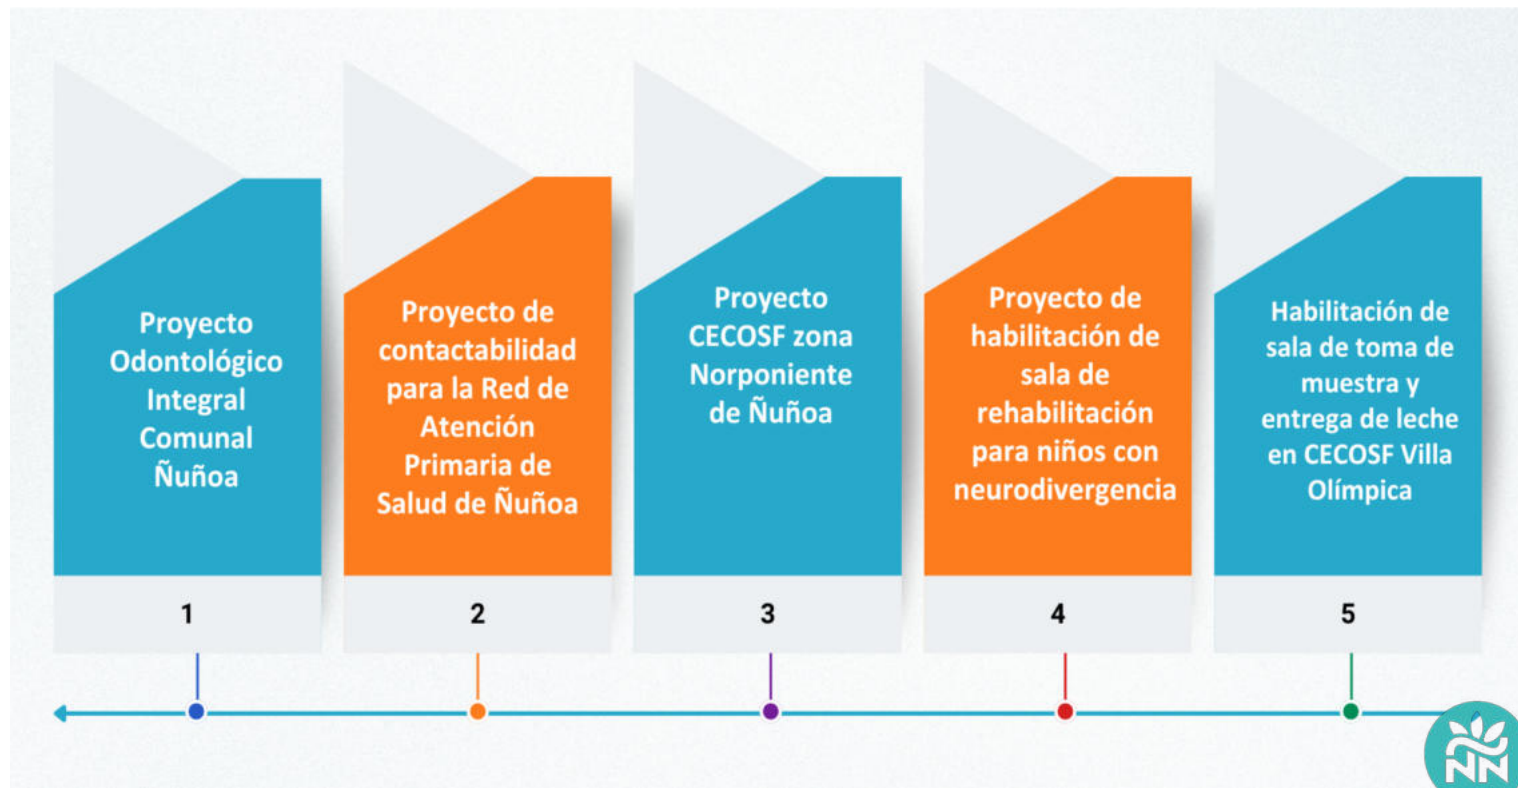 Proyecto
Odontológico
Integral
Comunal
Ñuñoa
1
Proyecto de
contactabilidad
para la Red de
Atención
Primaria de
Salud de Ñuñoa
2
Proyecto
CECOSF zona
Norponiente
de Ñuñoa
3
Proyecto de
habilitación de
sala de
rehabilitación
para niños con
neurodivergencia
4
Habilitación de
sala de toma de
muestra y
entrega de leche
en CECOSF Villa
Olímpica
5